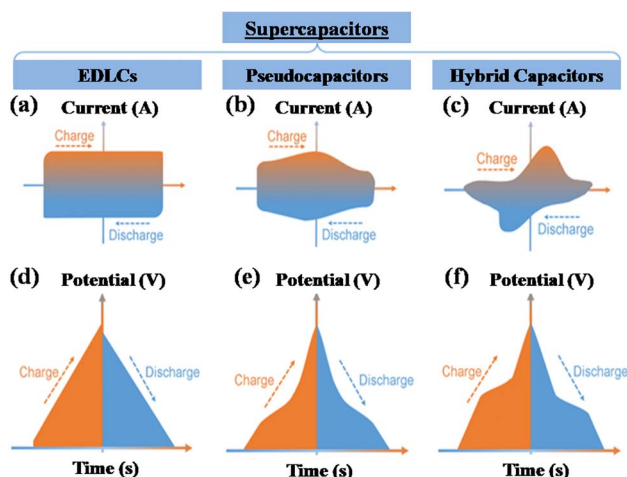 Supercapacitors
EDLCs
Pseudocapacitors
Hybrid Capacitors
(a)
Current (A)
Charge
Discharge
(b)
Current (A)
Charge
Discharge
(c)
Current (A)
Charge
Discharge
(d)
Potential (V)
Charge
Discharge
Time (s)
(e)
Potential (V)
Charge
Discharge
Time (s)
(f)
Potential (V)
Charge
Discharge
Time (s)